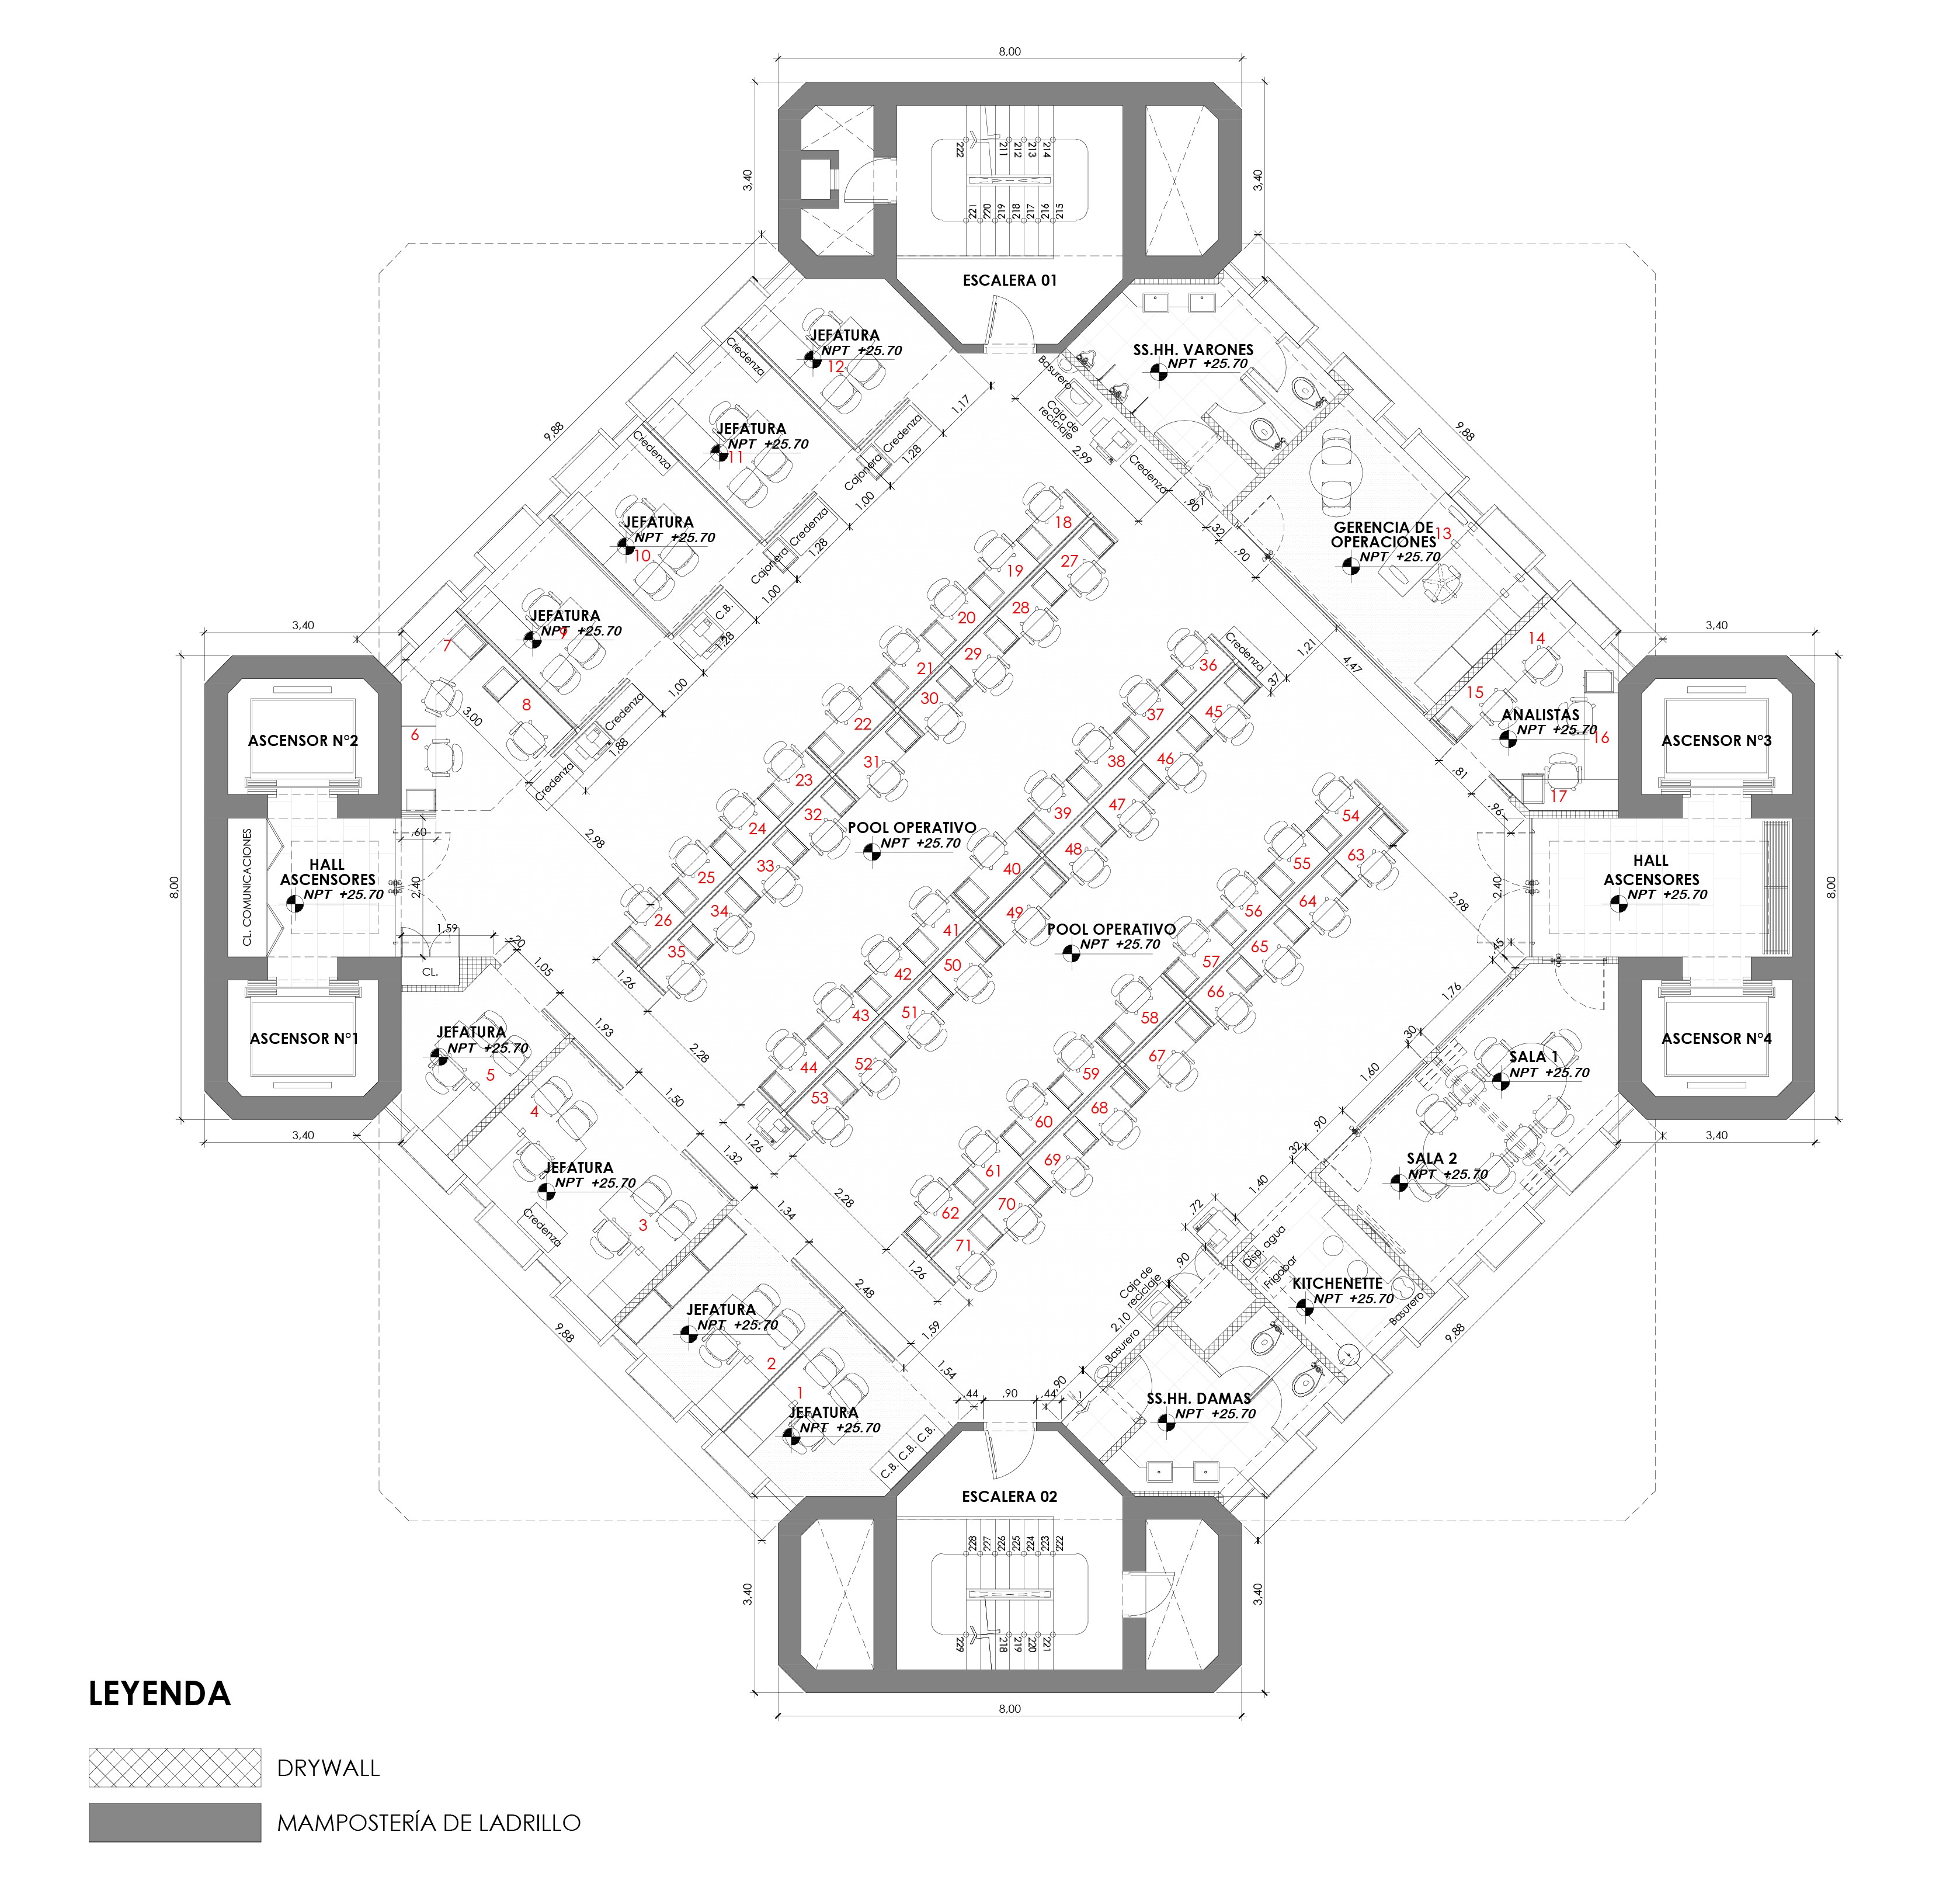 8,00
3,40
3,40
222
211
212
213
214
221
220
219
218
217
216
215
ESCALERA 01
JEFATURA
NPT +25.70
12
Credenza
SS.HH. VARONES
NPT +25.70
Basurero
Caja de
reciclaje
Credenza
2,99
,90
1
,32
,90
9,88
9,88
1,17
Credenza
Cajonera
1,28
1,00
JEFATURA
NPT +25.70
11
Credenza
Credenza
Cajonera
1,28
1,00
JEFATURA
NPT +25.70
10
C.B.
1,28
1,00
JEFATURA
NPT +25.70
9
Credenza
1,88
Credenza
7
8
6
3,00
GERENCIA DE
OPERACIONES
NPT +25.70
13
14
15
ANALISTAS
NPT +25.70
16
17
1,21
,37
4,47
,81
,96
3,40
3,40
ASCENSOR N°2
ASCENSOR N°3
8,00
8,00
CL. COMUNICACIONES
HALL
ASCENSORES
NPT +25.70
,60
2,40
1,59
CL.
,20
HALL
ASCENSORES
NPT +25.70
2,40
,45
2,98
2,98
ASCENSOR N°1
ASCENSOR N°4
3,40
3,40
18
27
19
28
20
29
21
30
22
31
23
32
24
33
25
34
26
35
POOL OPERATIVO
NPT +25.70
Credenza
36
45
37
46
38
47
39
48
40
49
41
50
42
51
43
52
44
53
POOL OPERATIVO
NPT +25.70
54
63
55
64
56
65
57
66
58
67
59
68
60
69
61
70
62
71
1,26
2,28
1,26
2,28
1,26
1,05
1,93
1,50
1,32
1,34
2,48
1,59
1,54
JEFATURA
NPT +25.70
5
4
JEFATURA
NPT +25.70
Credenza
3
JEFATURA
NPT +25.70
2
1
JEFATURA
NPT +25.70
C.B.
C.B.
C.B.
9,88
9,88
1,76
,30
1,60
,90
,32
1,40
,72
,90
2,10
,90
SALA 1
NPT +25.70
SALA 2
NPT +25.70
Disp. agua
Frigobar
KITCHENETTE
NPT +25.70
Basurero
Caja de
reciclaje
Basurero
SS.HH. DAMAS
NPT +25.70
1
,44
,90
,44
ESCALERA 02
228
227
226
225
224
223
222
229
218
219
220
221
3,40
3,40
8,00
LEYENDA
DRYWALL
MAMPOSTERÍA DE LADRILLO